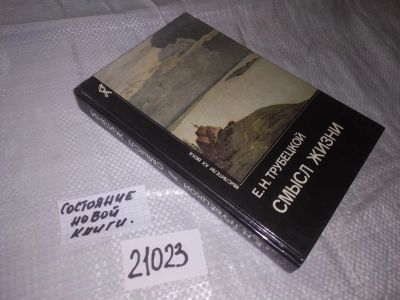 МЫСЛИТЕЛИ XX ВЕКА
Е. Н. ТРУБЕЦКОЙ
СМЫСЛ ЖИЗНИ
Е. Н. ТРУБЕЦКОЙ СМЫСЛ ЖИЗНИ
СОСТОЯНИЕ
НОВОЙ
КНИГИ.
21023